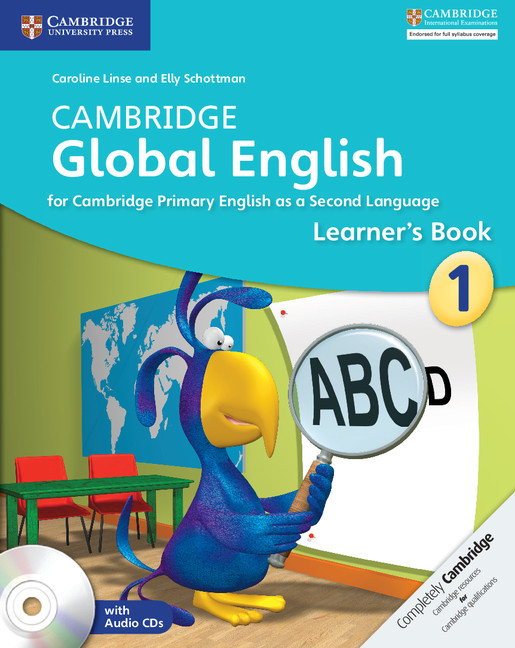 CAMBRIDGE
UNIVERSITY PRESS
CAMBRIDGE
International Examinations
Endorsed for full syllabus coverage
Caroline Linse and Elly Schottman
CAMBRIDGE
Global English
for Cambridge Primary English as a Second Language
Learner's Book
1
ABC
D
with
Audio CDs
Completely Cambridge
Cambridge resources
for
Cambridge qualifications